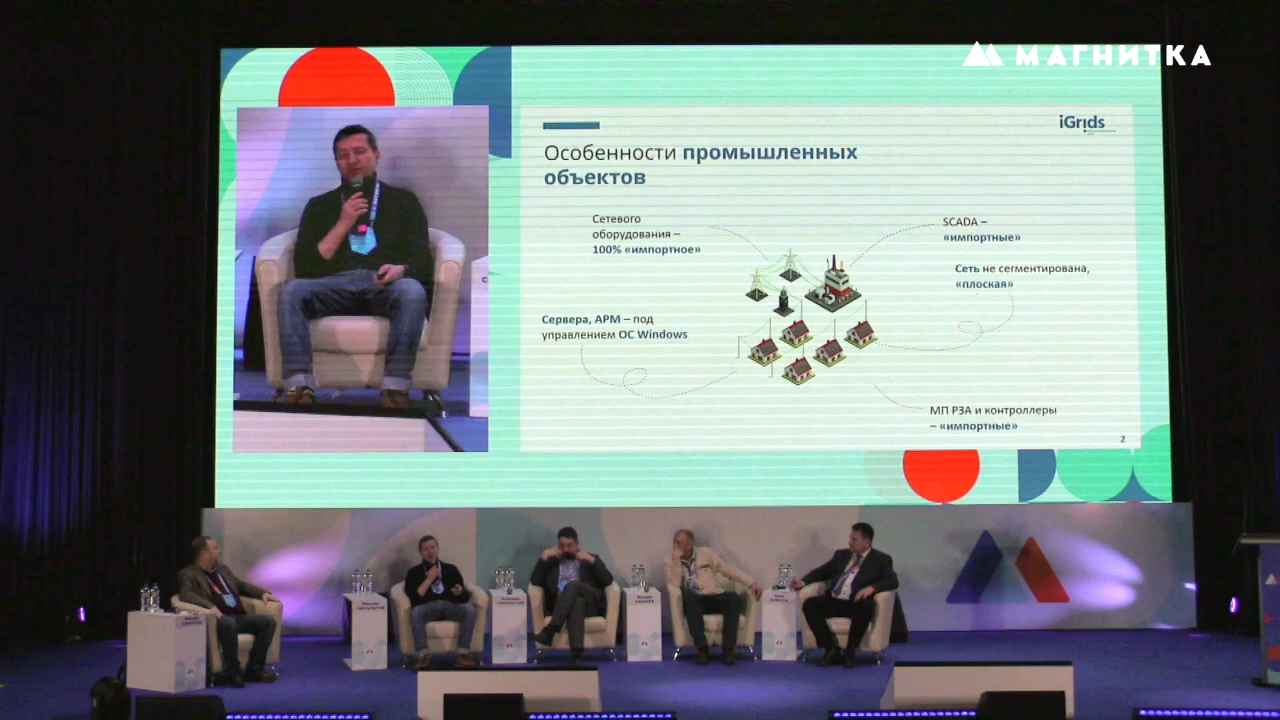 МАГНИТКА
iGrids
Особенности промышленных
объектов
Сетевого
оборудования –
100% «импортное»
SCADA –
«импортные»
Сеть не сегментирована,
«плоская»
Сервера, АРМ – под
управлением ОС Windows
МП РЗА и контроллеры
– «импортные»
2